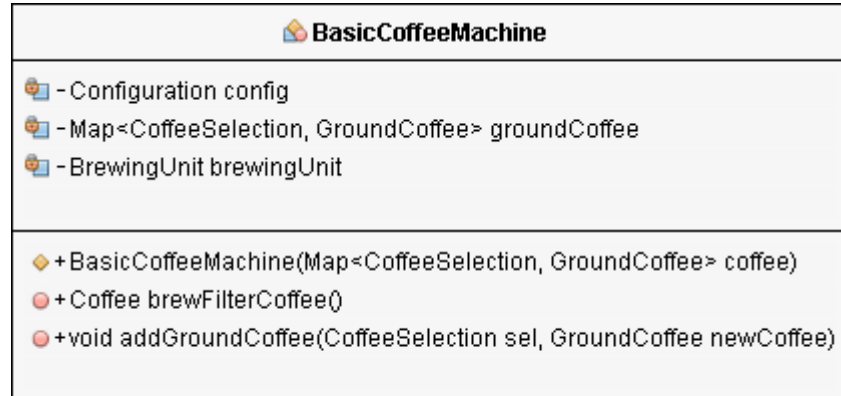 BasicCoffeeMachine
- Configuration config
- Map<CoffeeSelection, GroundCoffee> groundCoffee
- BrewingUnit brewingUnit
+ BasicCoffeeMachine(Map<CoffeeSelection, GroundCoffee> coffee)
+ Coffee brewFilterCoffee()
+ void addGroundCoffee(CoffeeSelection sel, GroundCoffee newCoffee)